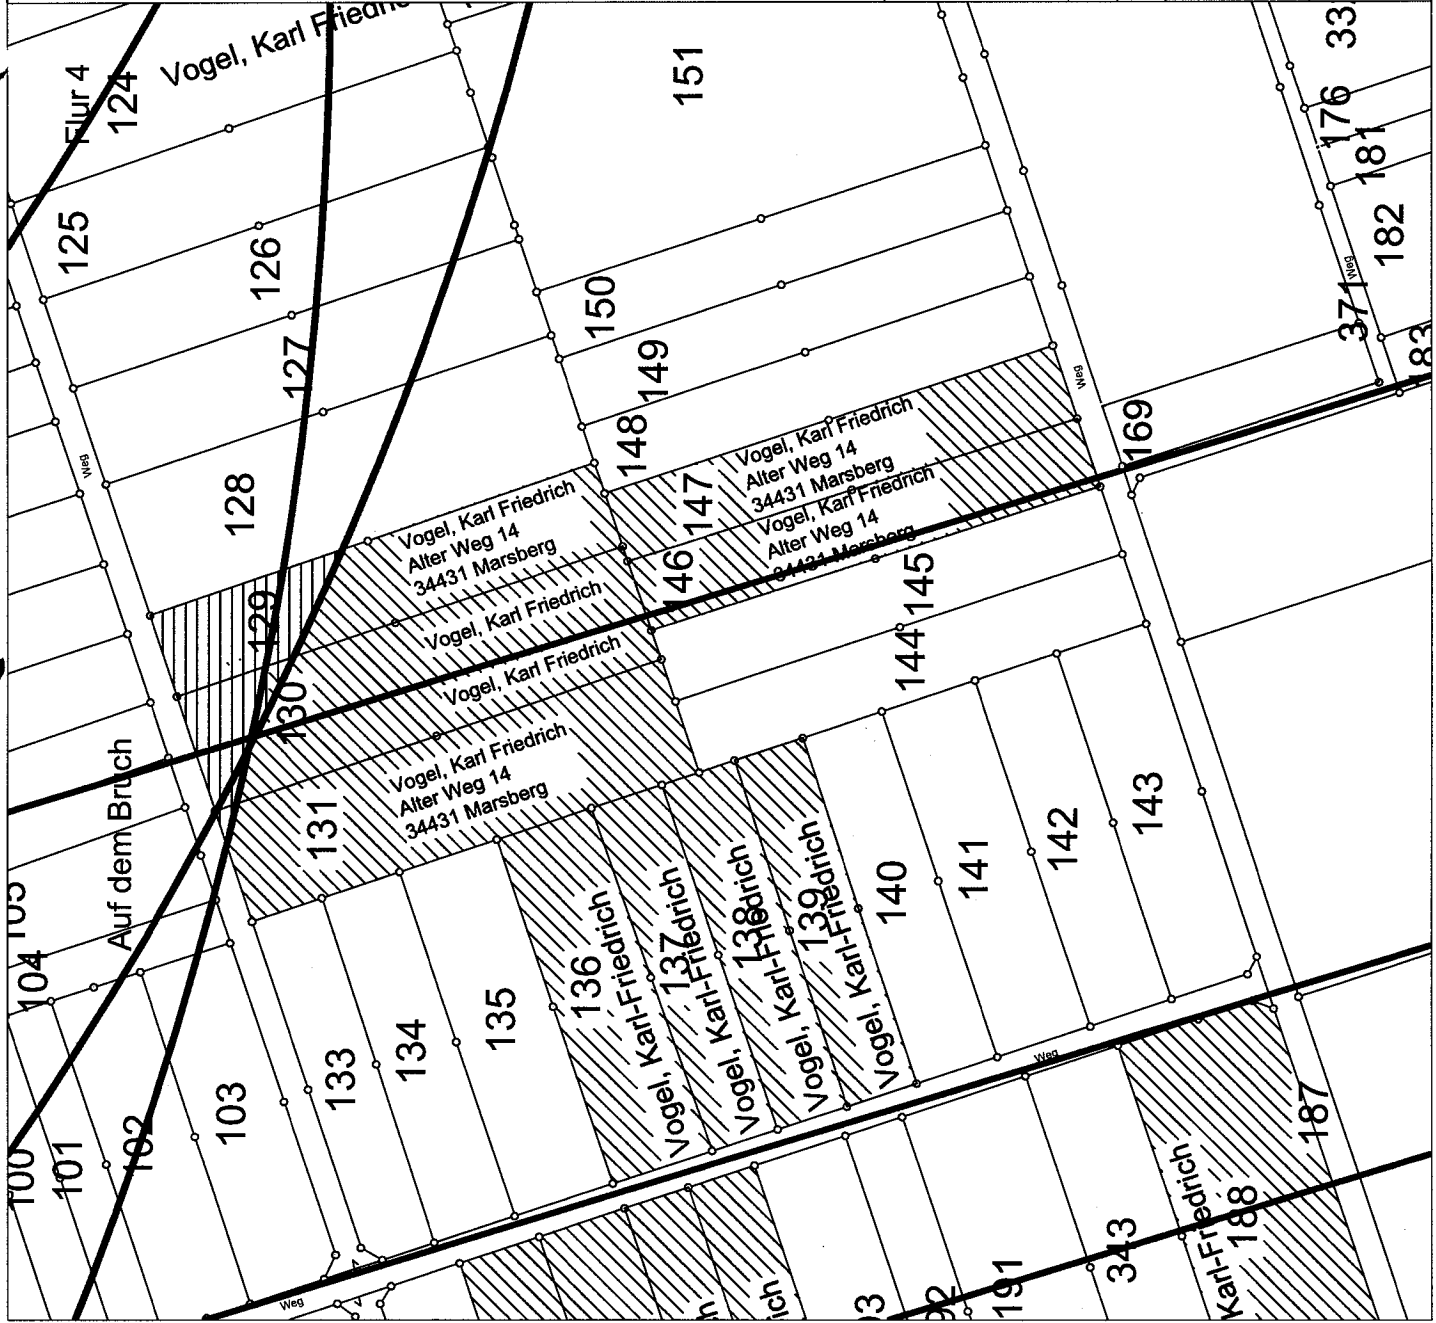 Vogel, Karl Friedrich
Flur 4
124
151
33
176
181
182
125
126
150
127
149
371
Weg
128
148
169
Weg
Weg
147
Vogel, Karl Friedrich
Alter Weg 14
34431 Marsberg
Vogel, Karl Friedrich
Alter Weg 14
34431 Marsberg
Vogel, Karl Friedrich
Alter Weg 14
34431 Marsberg
146
145
129
Vogel, Karl Friedrich
144
130
Vogel, Karl Friedrich
Auf dem Bruch
131
Vogel, Karl Friedrich
Alter Weg 14
34431 Marsberg
143
142
141
140
139
138
137
136
135
134
133
Vogel, Karl-Friedrich
Vogel, Karl-Friedrich
Vogel, Karl-Friedrich
Vogel, Karl-Friedrich
104
103
102
101
100
Weg
187
188
Karl-Friedrich
343
191
Weg